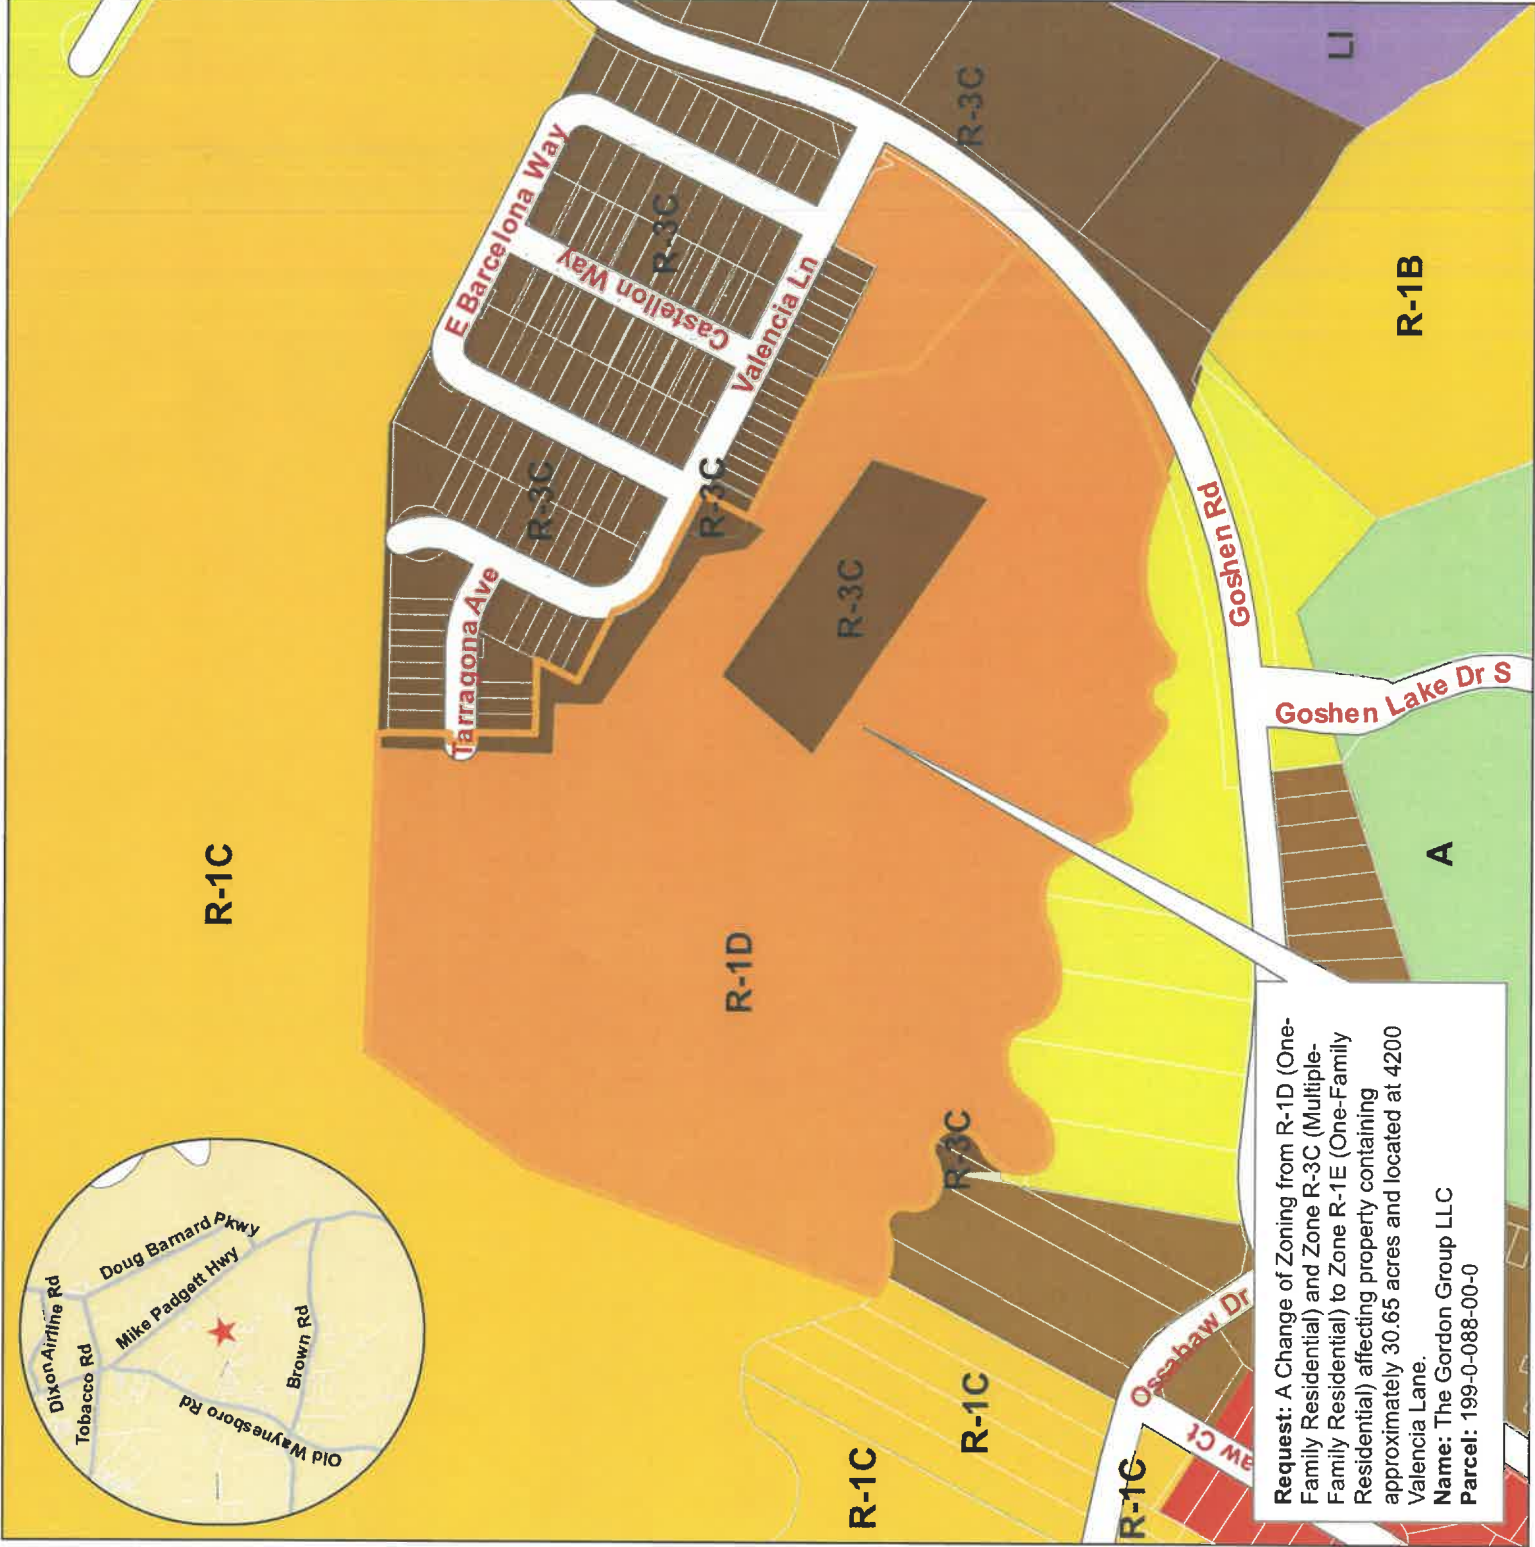 R-1C
E Barcelona Way
R-3C
Castellon Way
Valencia Ln
R-3C
R-3C
Tarragona Ave
R-3C
R-3C
LI
R-1B
Goshen Rd
Goshen Lake Dr S
A
R-1D
R-3C
R-1C
R-1C
R-1C
Ossabaw Dr
aw Ct
Dixon Airline Rd
Tobacco Rd
Doug Barnard Pkwy
Mike Padgett Hwy
Brown Rd
Old Waynesboro Rd
Request: A Change of Zoning from R-1D (One-
Family Residential) and Zone R-3C (Multiple-
Family Residential) to Zone R-1E (One-Family
Residential) affecting property containing
approximately 30.65 acres and located at 4200
Valencia Lane.
Name: The Gordon Group LLC
Parcel: 199-0-088-00-0